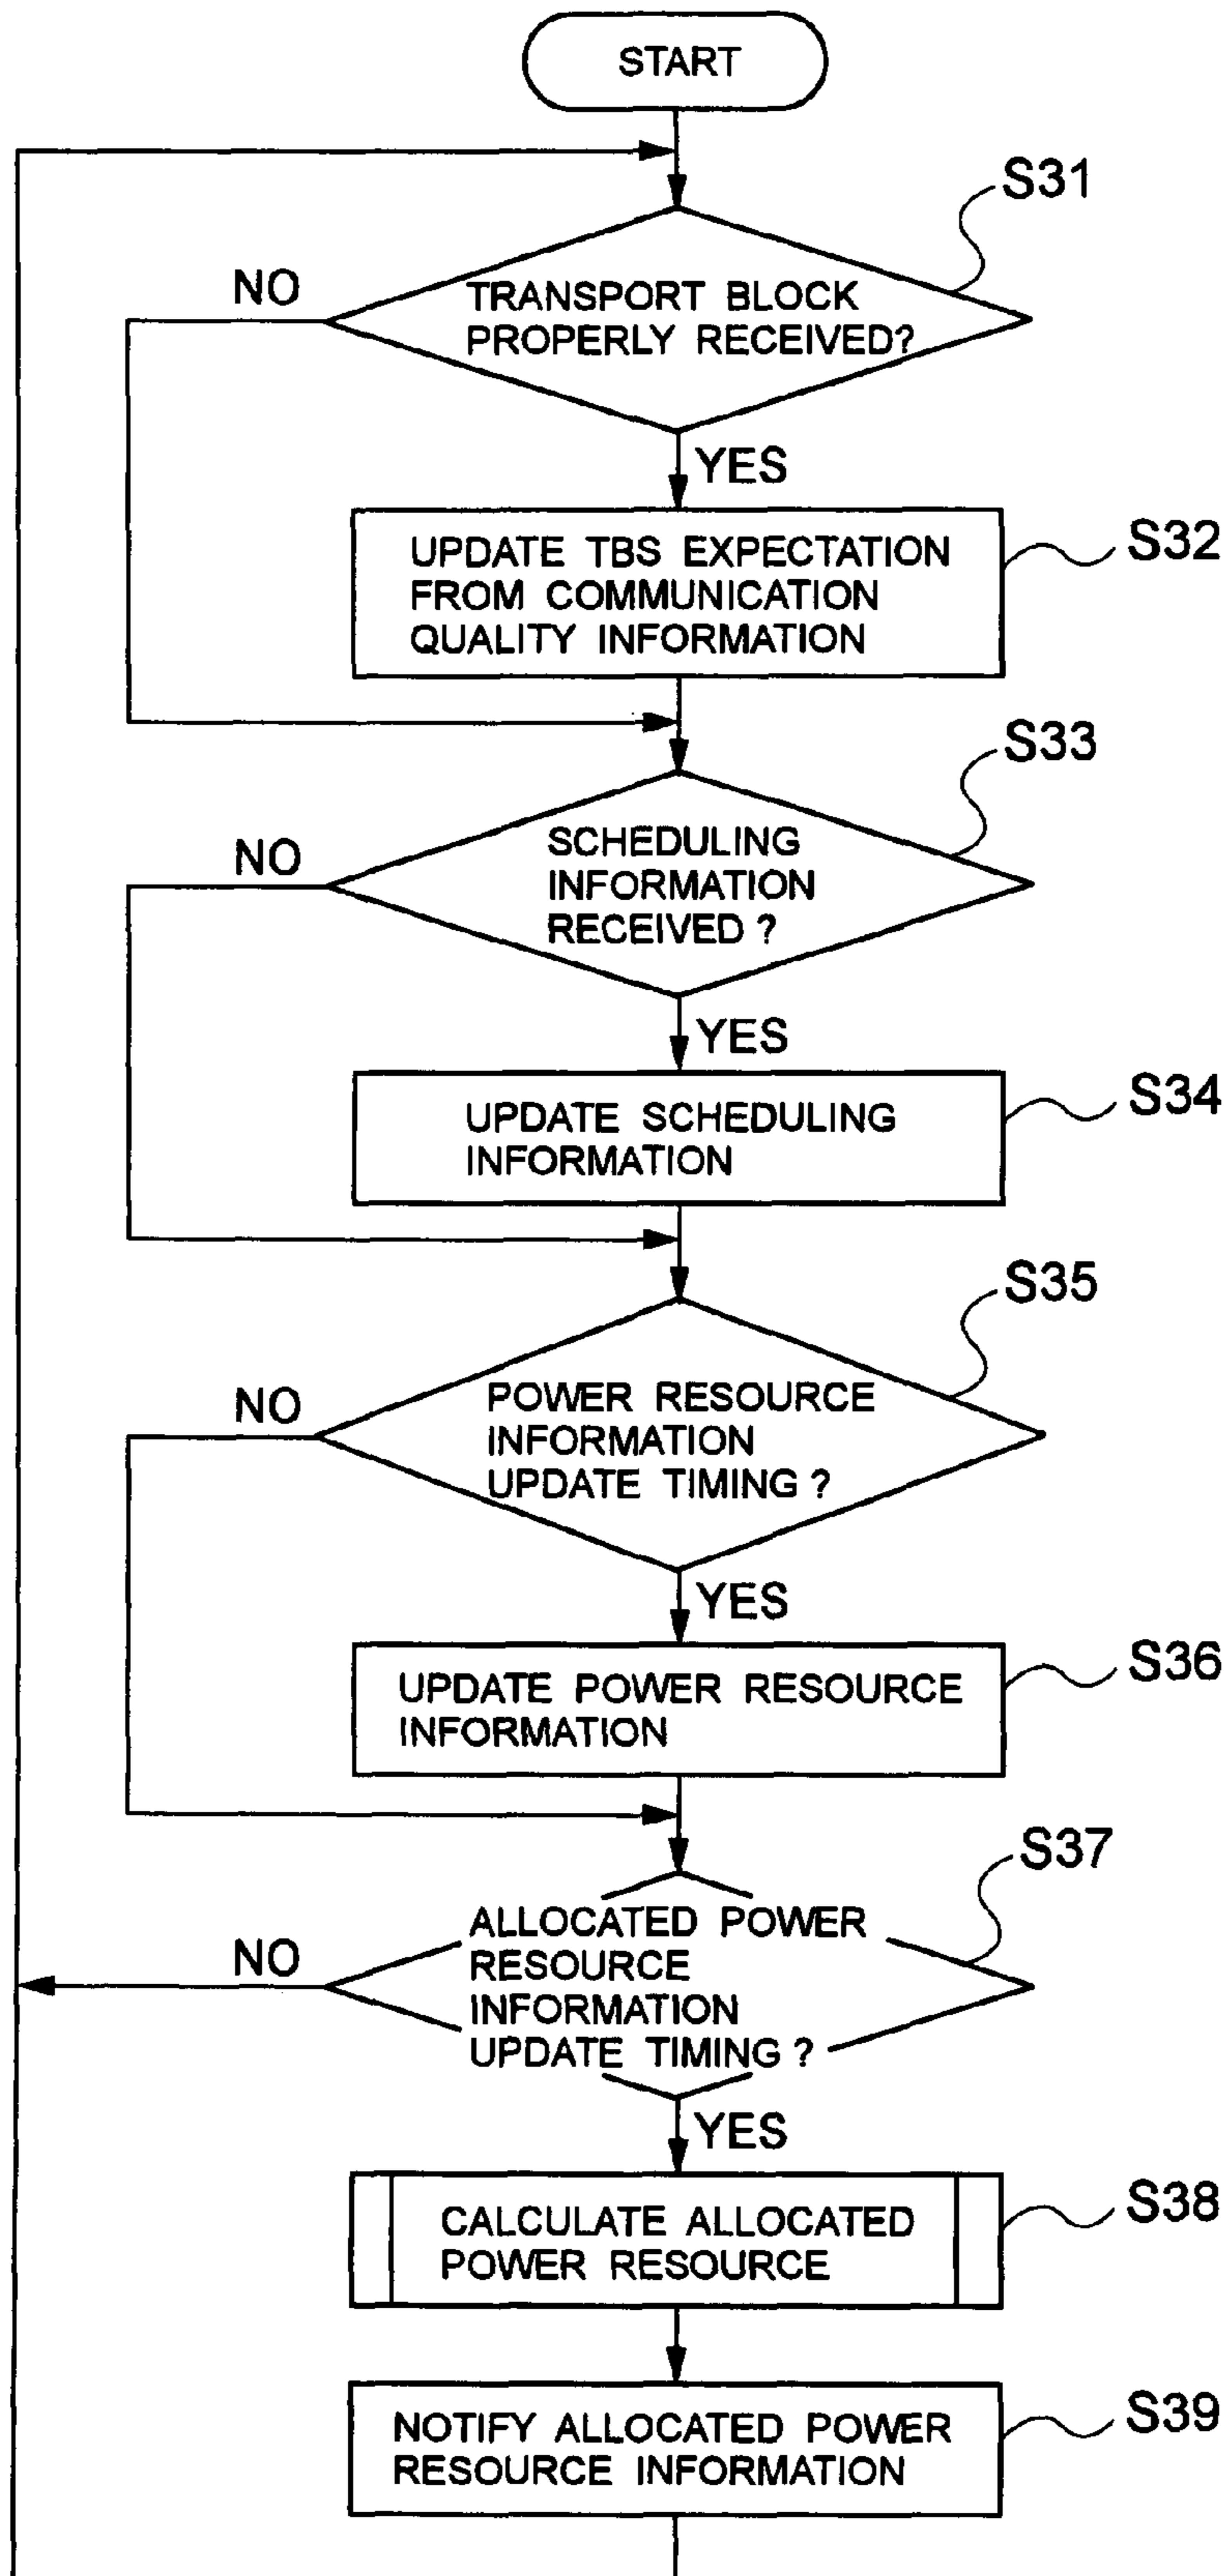 START
S31
NO
TRANSPORT BLOCK
PROPERLY RECEIVED?
YES
S32
UPDATE TBS EXPECTATION
FROM COMMUNICATION
QUALITY INFORMATION
S33
NO
SCHEDULING
INFORMATION
RECEIVED ?
YES
S34
UPDATE SCHEDULING
INFORMATION
S35
NO
POWER RESOURCE
INFORMATION
UPDATE TIMING ?
YES
S36
UPDATE POWER RESOURCE
INFORMATION
S37
NO
ALLOCATED POWER
RESOURCE
INFORMATION
UPDATE TIMING ?
YES
S38
CALCULATE ALLOCATED
POWER RESOURCE
S39
NOTIFY ALLOCATED POWER
RESOURCE INFORMATION